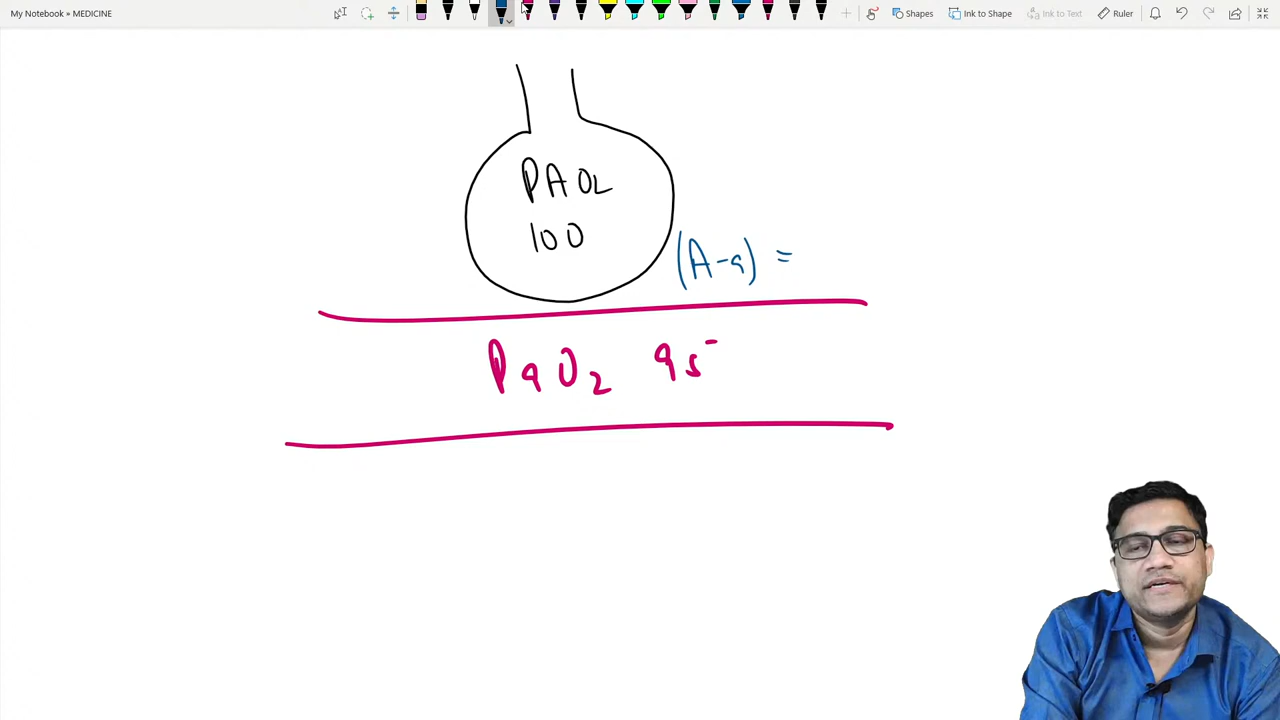 My Notebook » MEDICINE
Shapes
Ink to Shape
Ink to Text
Ruler
PAO2
100
(A-a) =
PaO2 95